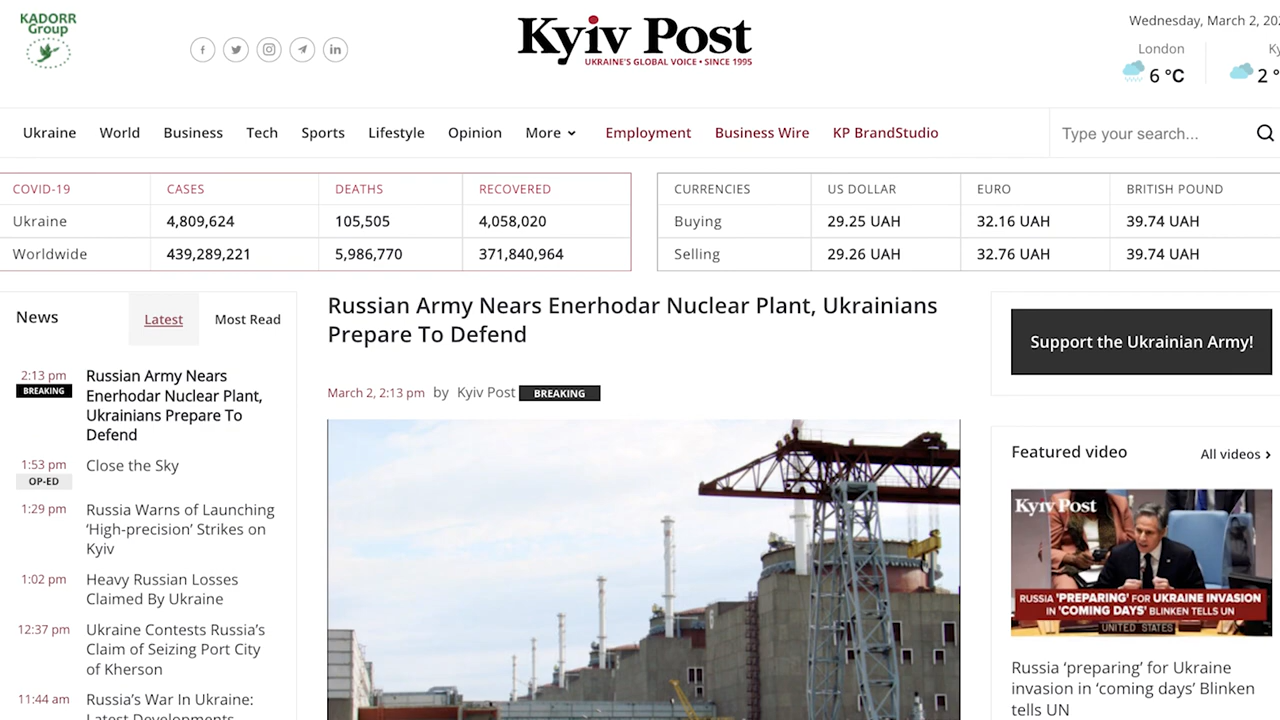 KADORR
Group
Kyiv Post
UKRAINE'S GLOBAL VOICE • SINCE 1995
Wednesday, March 2,
London
6 °C
2 °
Ukraine World Business Tech Sports Lifestyle Opinion More Employment Business Wire KP BrandStudio
Type your search...
COVID-19 CASES DEATHS RECOVERED
Ukraine 4,809,624 105,505 4,058,020
Worldwide 439,289,221 5,986,770 371,840,964
CURRENCIES US DOLLAR EURO BRITISH POUND
Buying 29.25 UAH 32.16 UAH 39.74 UAH
Selling 29.26 UAH 32.76 UAH 39.74 UAH
News Latest Most Read
2:13 pm Russian Army Nears
BREAKING Enerhodar Nuclear Plant,
Ukrainians Prepare To
Defend
1:53 pm Close the Sky
OP-ED
1:29 pm Russia Warns of Launching
‘High-precision’ Strikes on
Kyiv
1:02 pm Heavy Russian Losses
Claimed By Ukraine
12:37 pm Ukraine Contests Russia’s
Claim of Seizing Port City
of Kherson
11:44 am Russia’s War In Ukraine:
Latest Developments
Russian Army Nears Enerhodar Nuclear Plant, Ukrainians
Prepare To Defend
March 2, 2:13 pm by Kyiv Post BREAKING
Support the Ukrainian Army!
Featured video All videos
Kyiv Post
RUSSIA 'PREPARING' FOR UKRAINE INVASION
IN 'COMING DAYS' BLINKEN TELLS UN
UNITED STATES
Russia ‘preparing’ for Ukraine
invasion in ‘coming days’ Blinken
tells UN